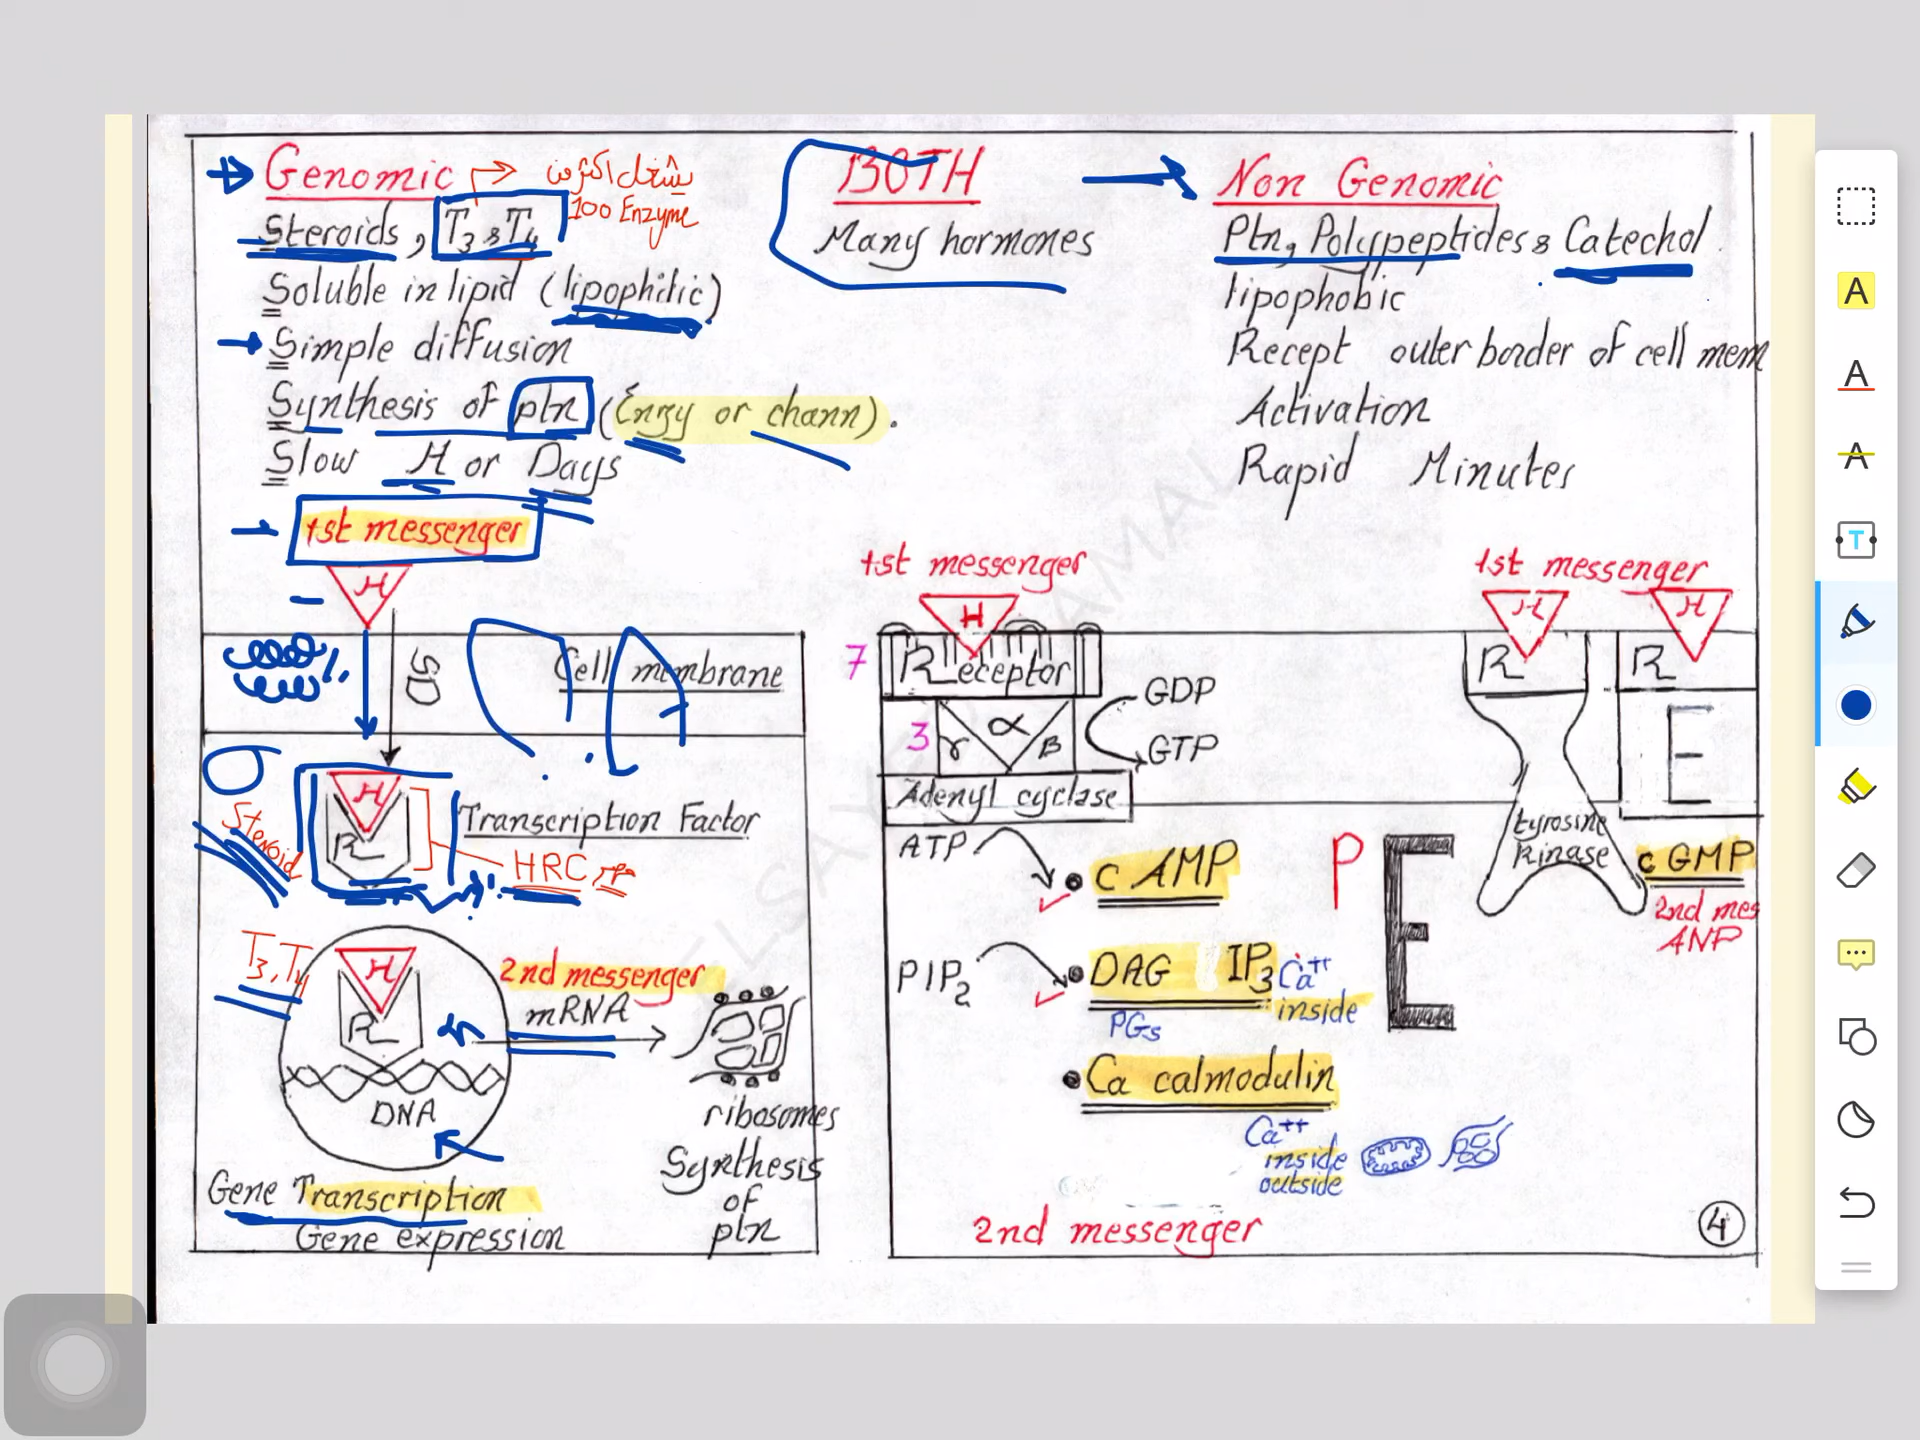 Genomic
يشغل اكثر من
100 Enzyme
Steroids, T3 & T4
Soluble in lipid (lipophilic)
Simple diffusion
Synthesis of ptn (Enzy or chann).
Slow H or Days
1st messenger
H
BOTH
Many hormones
Non Genomic
Ptn, Polypeptides & Catechol
lipophobic
Recept outer border of cell mem
Activation
Rapid Minutes
SD
Cell membrane
H
R
Steroid
Transcription Factor
HRC
T3, T4
H
R
DNA
2nd messenger
mRNA
ribosomes
Synthesis
of
ptn
Gene Transcription
Gene expression
1st messenger
H
7
Receptor
GDP
GTP
3
γ α B
Adenyl cyclase
ATP
c AMP
PIP2
DAG IP3 Ca++
inside
PGs
Ca calmodulin
Ca++
inside
outside
2nd messenger
P E
1st messenger
H H
R R
E
tyrosine
Kinase
c GMP
2nd mes
ANP
4
ELSAYED GAMAL
A
A
A
T